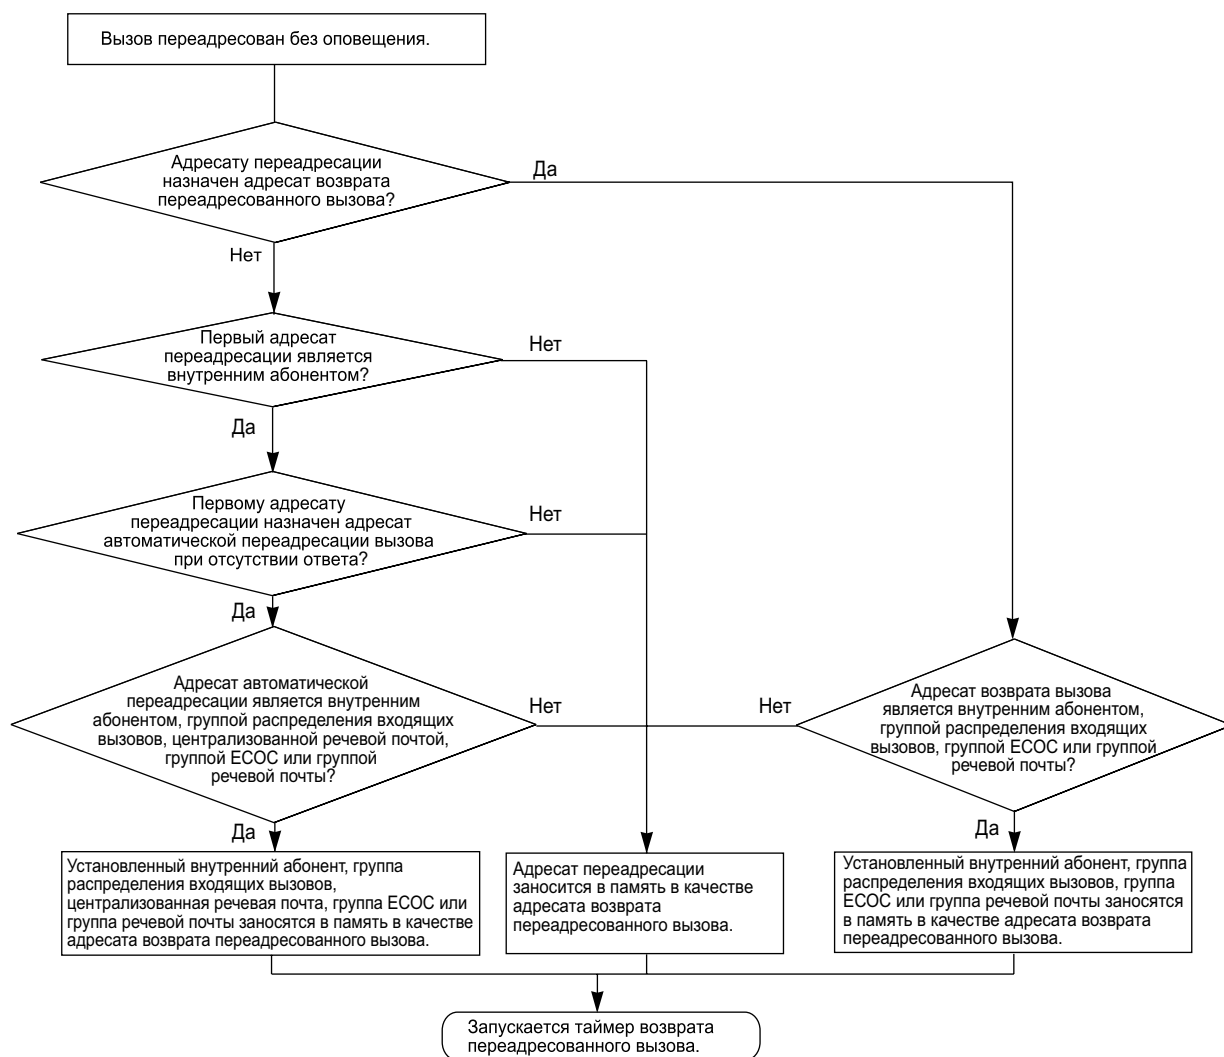 Вызов переадресован без оповещения.
Адресату переадресации
назначен адресат возврата
переадресованного вызова?
Да
Нет
Первый адресат
переадресации является
внутренним абонентом?
Нет
Да
Первому адресату
переадресации назначен адресат
автоматической переадресации вызова
при отсутствии ответа?
Нет
Да
Адресат автоматической
переадресации является внутренним
абонентом, группой распределения входящих
вызовов, централизованной речевой почтой,
группой ЕСОС или группой
речевой почты?
Нет
Нет
Адресат возврата вызова
является внутренним абонентом,
группой распределения входящих
вызовов, группой ЕСОС или группой
речевой почты?
Да
Да
Установленный внутренний абонент, группа
распределения входящих вызовов,
централизованная речевая почта, группа ЕСОС или
группа речевой почты заносятся в память в качестве
адресата возврата переадресованного вызова.
Адресат переадресации
заносится в память в качестве
адресата возврата
переадресованного вызова.
Установленный внутренний абонент, группа
распределения входящих вызовов, группа
ЕСОС или группа речевой почты заносятся
в память в качестве адресата возврата
переадресованного вызова.
Запускается таймер возврата
переадресованного вызова.